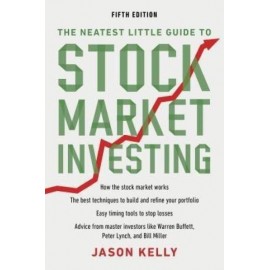 FIFTH EDITION
THE NEATEST LITTLE GUIDE TO
STOCK
MARKET
INVESTING
How the stock market works
The best techniques to build and refine your portfolio
Easy timing tools to stop losses
Advice from master investors like Warren Buffett,
Peter Lynch, and Bill Miller
JASON KELLY